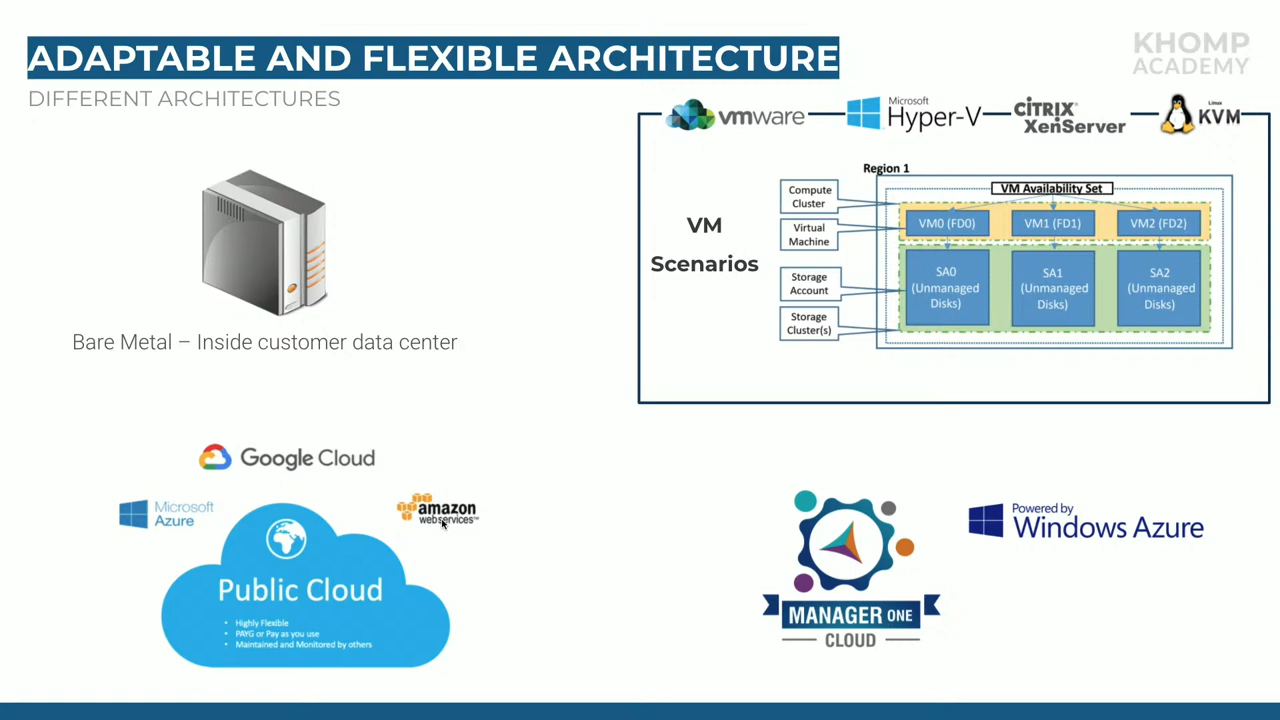 ADAPTABLE AND FLEXIBLE ARCHITECTURE
DIFFERENT ARCHITECTURES
KHOMP
ACADEMY
Bare Metal – Inside customer data center
vmware
Microsoft
Hyper-V
CITRIX
XenServer
Linux
KVM
VM
Scenarios
Region 1
VM Availability Set
Compute
Cluster
Virtual
Machine
Storage
Account
Storage
Cluster(s)
VM0 (FD0)
VM1 (FD1)
VM2 (FD2)
SA0
(Unmanaged
Disks)
SA1
(Unmanaged
Disks)
SA2
(Unmanaged
Disks)
Google Cloud
Microsoft
Azure
amazon
webservices™
Public Cloud
• Highly Flexible
• PAYG or Pay as you use
• Maintained and Monitored by others
MANAGER ONE
CLOUD
Powered by
Windows Azure